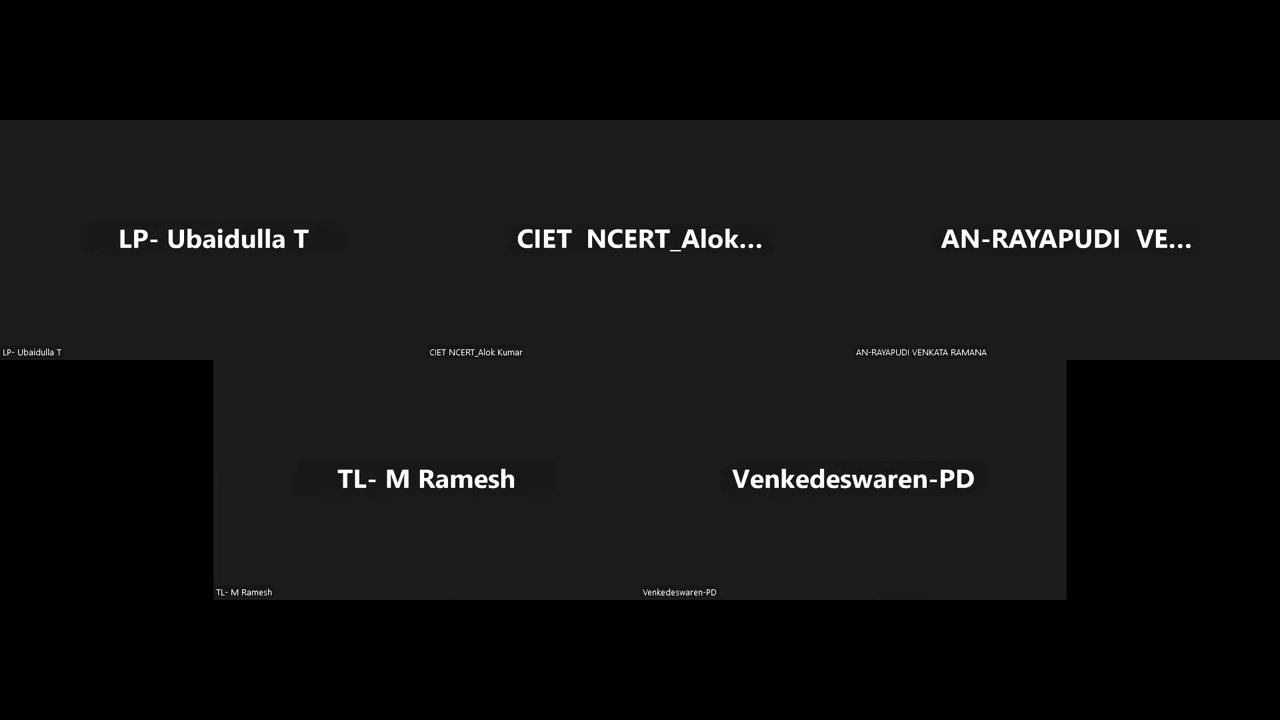 LP- Ubaidulla T
CIET NCERT_Alok...
AN-RAYAPUDI VE...
LP- Ubaidulla T
CIET NCERT_Alok Kumar
AN-RAYAPUDI VENKATA RAMANA
TL- M Ramesh
Venkedeswaren-PD
TL- M Ramesh
Venkedeswaren-PD